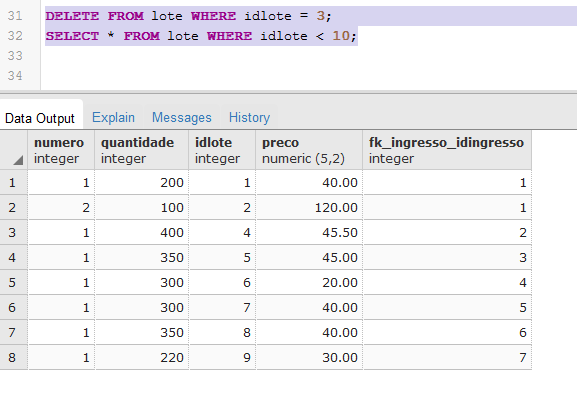 31 DELETE FROM lote WHERE idlote = 3;
32 SELECT * FROM lote WHERE idlote < 10;
33
34
Data Output Explain Messages History
numero quantidade idlote preco fk_ingresso_idingresso
integer integer integer numeric (5,2) integer
1 1 200 1 40.00 1
2 2 100 2 120.00 1
3 1 400 4 45.50 2
4 1 350 5 45.00 3
5 1 300 6 20.00 4
6 1 300 7 40.00 5
7 1 350 8 40.00 6
8 1 220 9 30.00 7